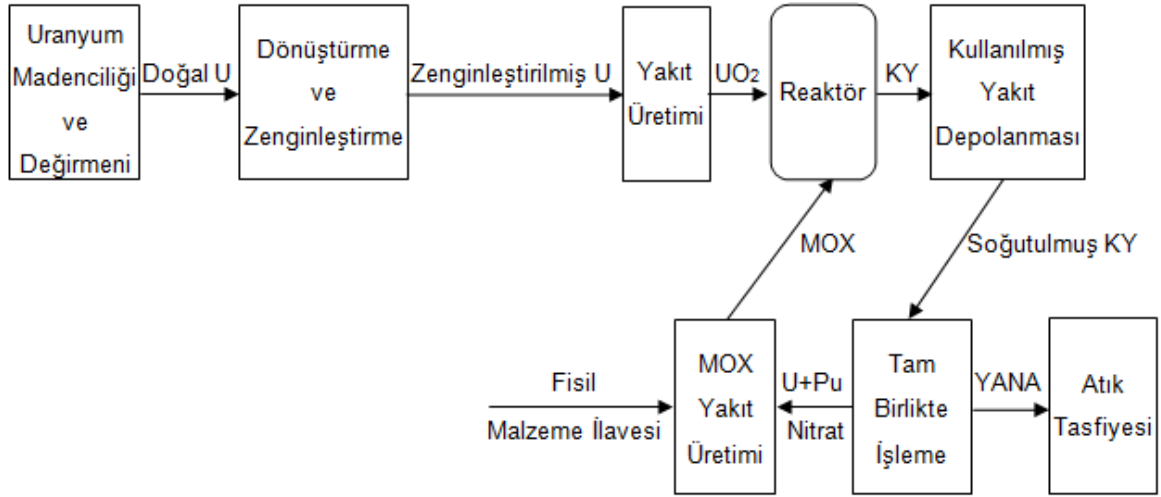 Uranyum
Madenciliği
ve
Değirmeni
Doğal U
Dönüştürme
ve
Zenginleştirme
Zenginleştirilmiş U
Yakıt
Üretimi
UO2
Reaktör
KY
Kullanılmış
Yakıt
Depolanması
MOX
Soğutulmuş KY
Fisil
Malzeme İlavesi
MOX
Yakıt
Üretimi
U+Pu
Nitrat
Tam
Birlikte
İşleme
YANA
Atık
Tasfiyesi